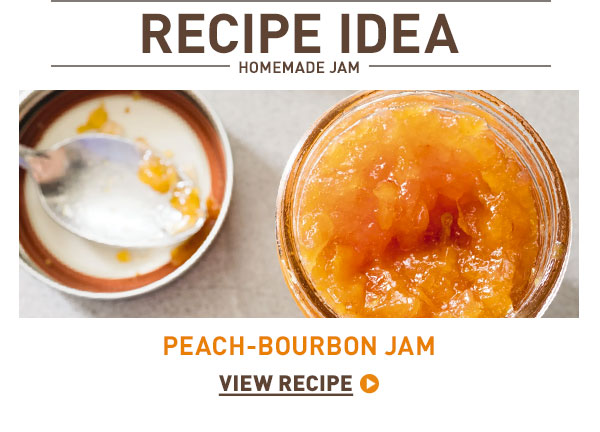 RECIPE IDEA
HOMEMADE JAM
PEACH-BOURBON JAM
VIEW RECIPE